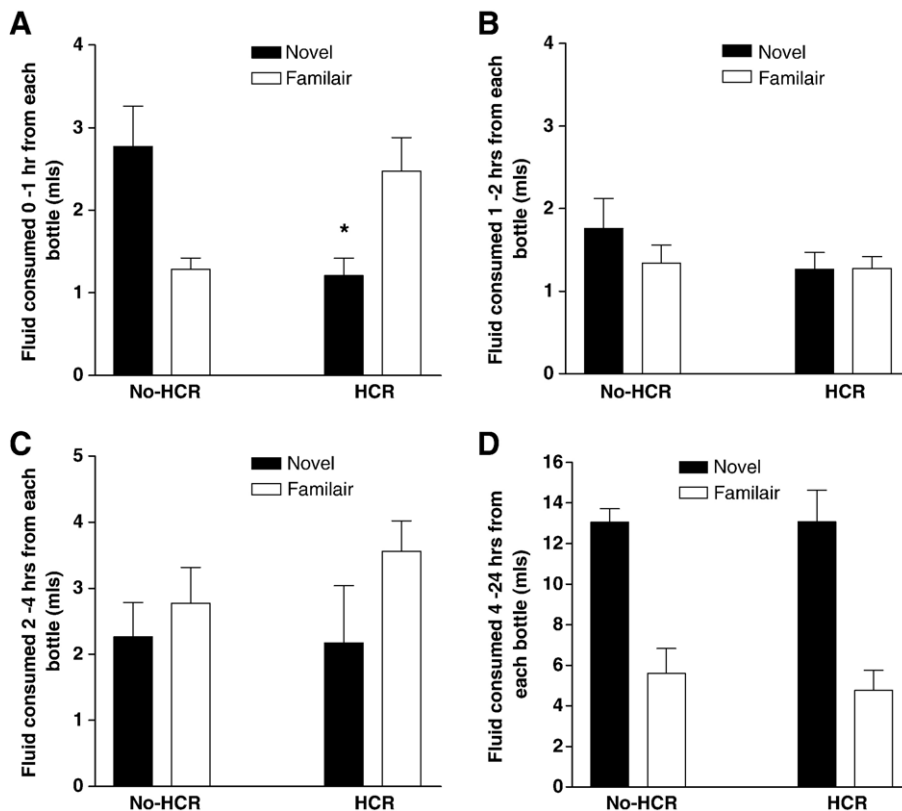 A
Fluid consumed 0 -1 hr from each
bottle (mls)
4
3
2
1
0
Novel
Familair
*
No-HCR
HCR
B
Fluid consumed 1 -2 hrs from each
bottle (mls)
4
3
2
1
0
Novel
Familair
No-HCR
HCR
C
Fluid consumed 2 -4 hrs from each
bottle (mls)
5
4
3
2
1
0
Novel
Familair
No-HCR
HCR
D
Fluid consumed 4 -24 hrs from
each bottle (mls)
16
14
12
10
8
6
4
2
0
Novel
Familair
No-HCR
HCR